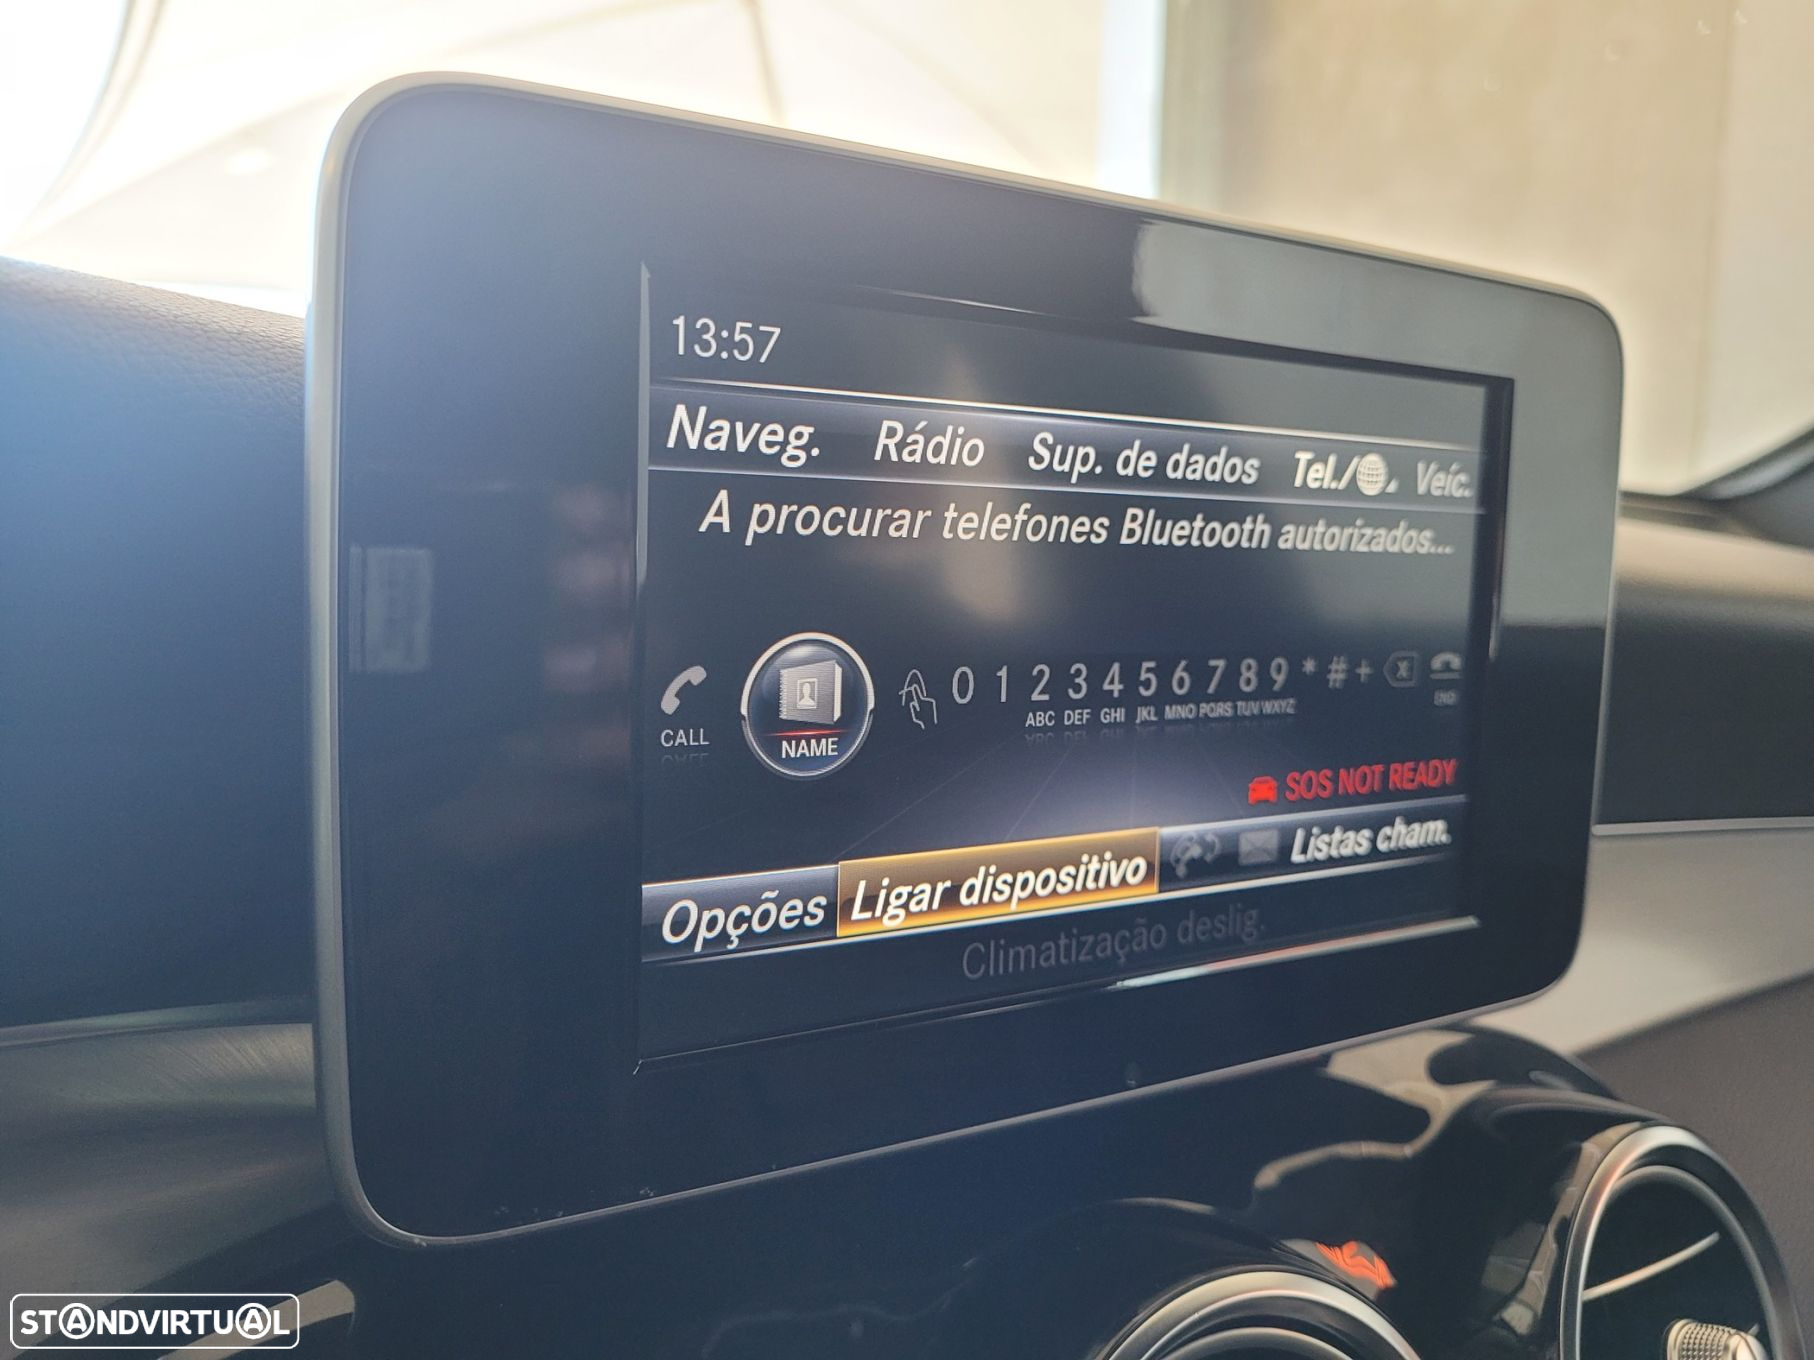 13:57
Naveg. Rádio Sup. de dados Tel./ Veíc.
A procurar telefones Bluetooth autorizados...
0 1 2 3 4 5 6 7 8 9 * # +
ABC DEF GHI JKL MNO PQRS TUV WXYZ
CALL NAME END
SOS NOT READY
Opções Ligar dispositivo Listas cham.
Climatização deslig.
STANDVIRTUAL